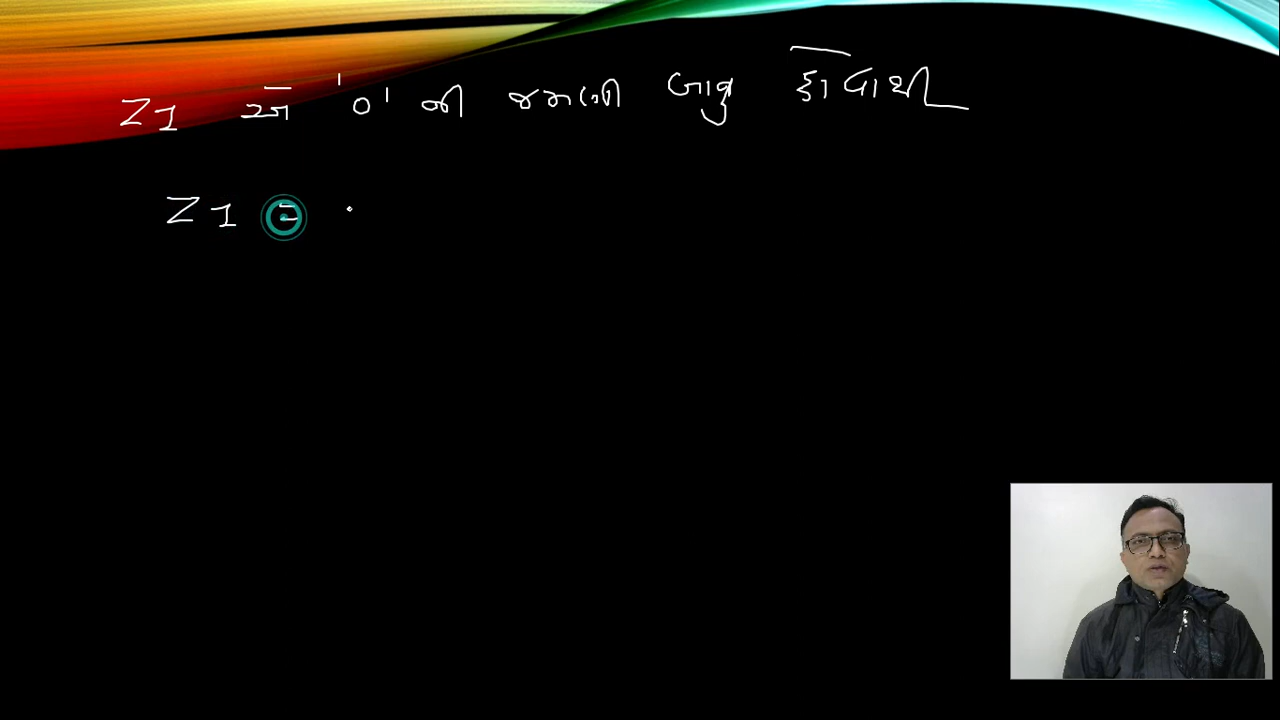 Z1 એ '0' ની જમણી બાજુ હોવાથી
Z1 = .